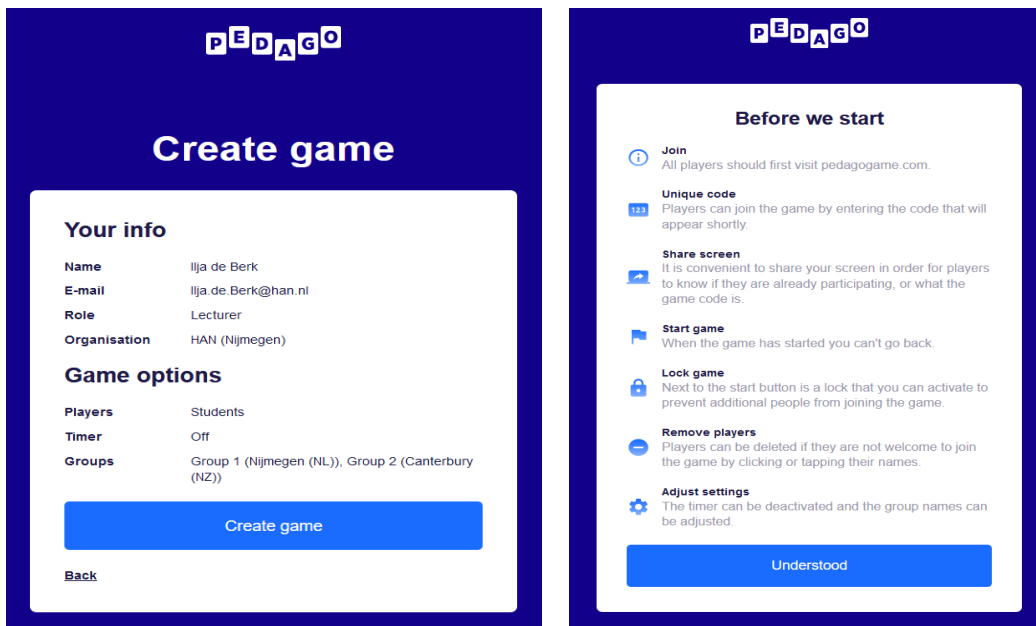 PEDAGO
Create game
Your info
Name Ilja de Berk
E-mail Ilja.de.Berk@han.nl
Role Lecturer
Organisation HAN (Nijmegen)
Game options
Players Students
Timer Off
Groups Group 1 (Nijmegen (NL)), Group 2 (Canterbury
(NZ))
Create game
Back
PEDAGO
Before we start
Join
All players should first visit pedagogame.com.
Unique code
123
Players can join the game by entering the code that will
appear shortly.
Share screen
It is convenient to share your screen in order for players
to know if they are already participating, or what the
game code is.
Start game
When the game has started you can't go back.
Lock game
Next to the start button is a lock that you can activate to
prevent additional people from joining the game.
Remove players
Players can be deleted if they are not welcome to join
the game by clicking or tapping their names.
Adjust settings
The timer can be deactivated and the group names can
be adjusted.
Understood